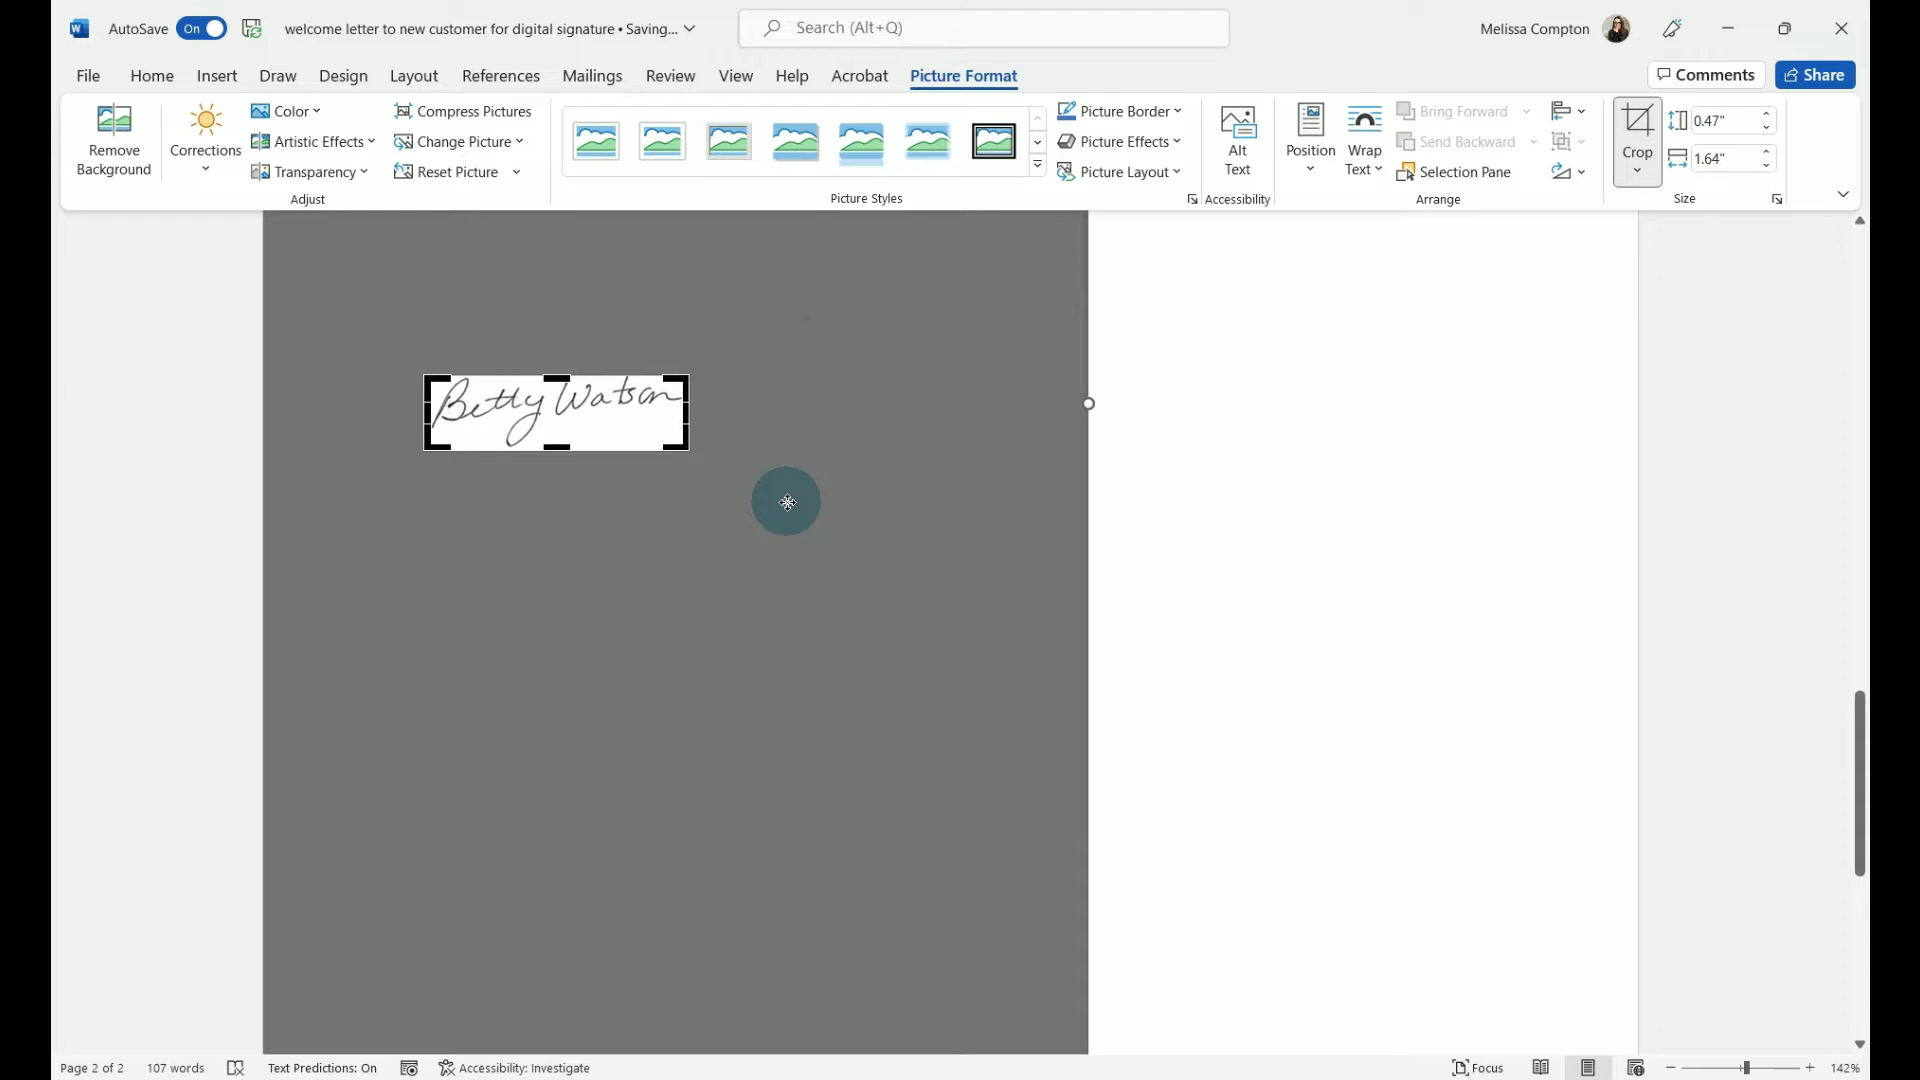 AutoSave On welcome letter to new customer for digital signature • Saving... Search (Alt+Q) Melissa Compton
File Home Insert Draw Design Layout References Mailings Review View Help Acrobat Picture Format Comments Share
Remove Background
Corrections
Color
Artistic Effects
Transparency
Compress Pictures
Change Picture
Reset Picture
Adjust
Picture Styles
Picture Border
Picture Effects
Picture Layout
Alt Text
Accessibility
Position
Wrap Text
Bring Forward
Send Backward
Selection Pane
Arrange
Crop
0.47"
1.64"
Size
Betty Watson
Page 2 of 2 107 words Text Predictions: On Accessibility: Investigate Focus 142%